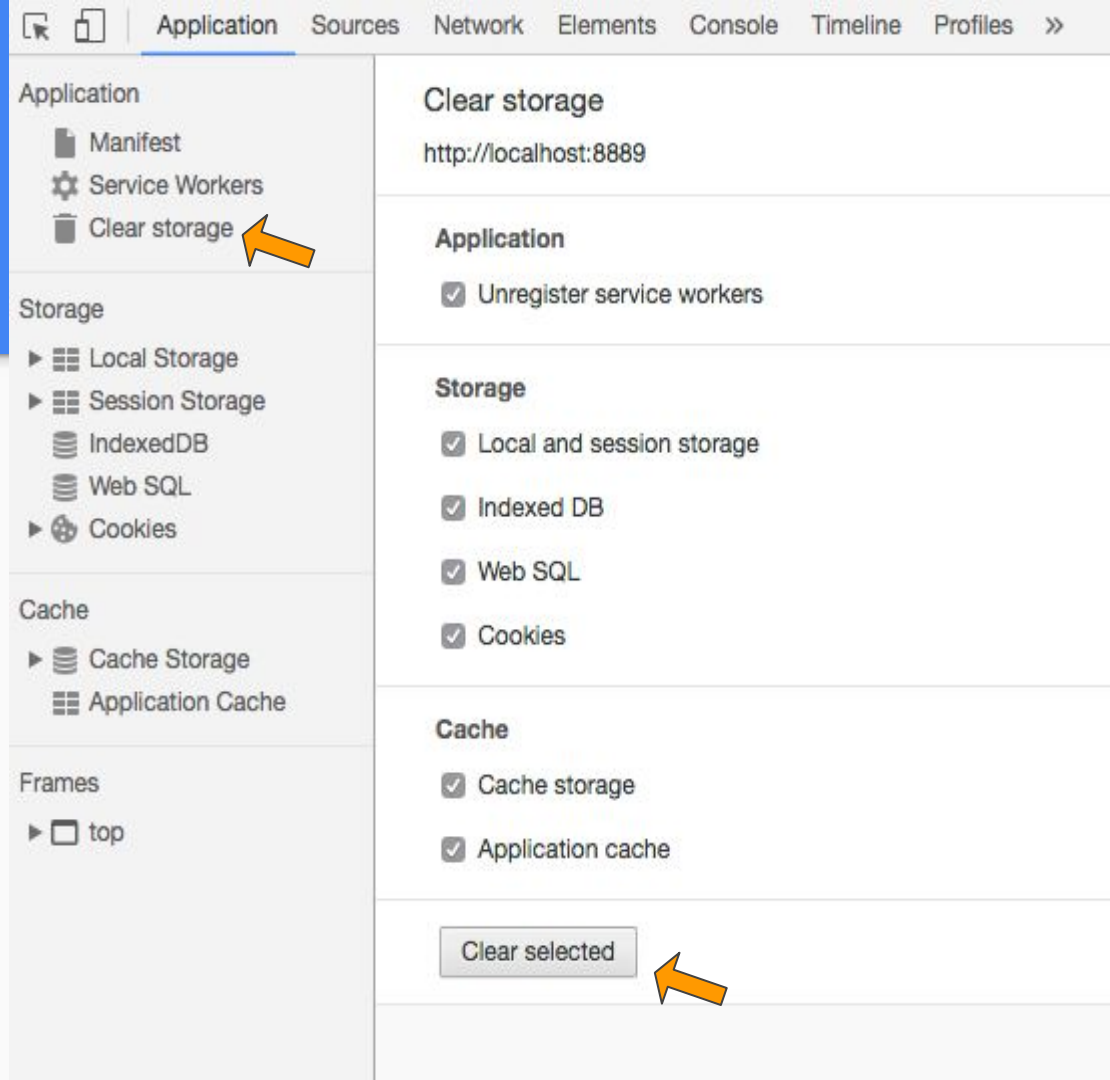 Application Sources Network Elements Console Timeline Profiles »
Application
Manifest
Service Workers
Clear storage
Storage
Local Storage
Session Storage
IndexedDB
Web SQL
Cookies
Cache
Cache Storage
Application Cache
Frames
top
Clear storage
http://localhost:8889
Application
Unregister service workers
Storage
Local and session storage
Indexed DB
Web SQL
Cookies
Cache
Cache storage
Application cache
Clear selected